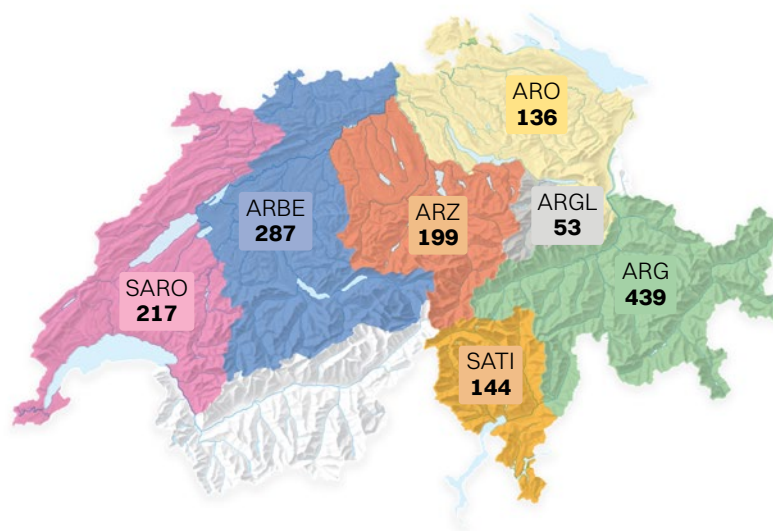 ARO
136
ARBE
287
ARZ
199
ARGL
53
SARO
217
ARG
439
SATI
144